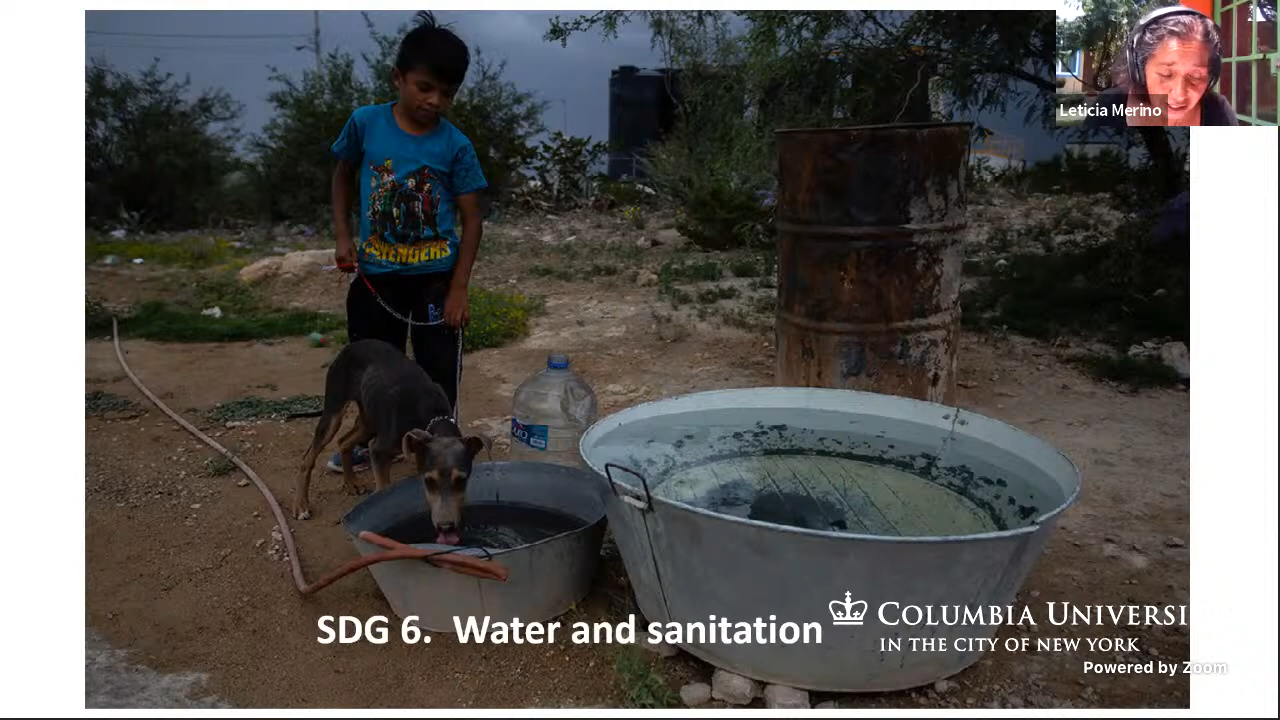 Leticia Merino
AVENGERS
SDG 6. Water and sanitation
COLUMBIA UNIVERSI
IN THE CITY OF NEW YORK
Powered by Zoom